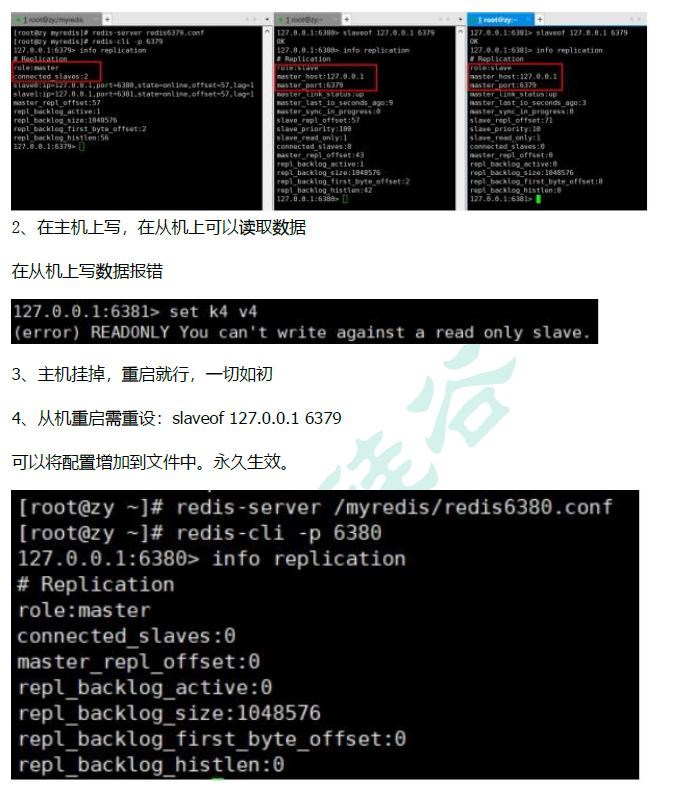 1 root@zy:/myredis
[root@zy myredis]# redis-server redis6379.conf
[root@zy myredis]# redis-cli -p 6379
127.0.0.1:6379> info replication
# Replication
role:master
connected_slaves:2
slave0:ip=127.0.0.1,port=6380,state=online,offset=57,lag=1
slave1:ip=127.0.0.1,port=6381,state=online,offset=57,lag=1
master_repl_offset:57
repl_backlog_active:1
repl_backlog_size:1048576
repl_backlog_first_byte_offset:2
repl_backlog_histlen:56
127.0.0.1:6379>
1 root@zy:~
127.0.0.1:6380> slaveof 127.0.0.1 6379
OK
127.0.0.1:6380> info replication
# Replication
role:slave
master_host:127.0.0.1
master_port:6379
master_link_status:up
master_last_io_seconds_ago:9
master_sync_in_progress:0
slave_repl_offset:57
slave_priority:100
slave_read_only:1
connected_slaves:0
master_repl_offset:43
repl_backlog_active:1
repl_backlog_size:1048576
repl_backlog_first_byte_offset:2
repl_backlog_histlen:42
127.0.0.1:6380>
1 root@zy:~
127.0.0.1:6381> slaveof 127.0.0.1 6379
OK
127.0.0.1:6381> info replication
# Replication
role:slave
master_host:127.0.0.1
master_port:6379
master_link_status:up
master_last_io_seconds_ago:3
master_sync_in_progress:0
slave_repl_offset:71
slave_priority:10
slave_read_only:1
connected_slaves:0
master_repl_offset:0
repl_backlog_active:0
repl_backlog_size:1048576
repl_backlog_first_byte_offset:0
repl_backlog_histlen:0
127.0.0.1:6381>
2、在主机上写，在从机上可以读取数据
在从机上写数据报错
127.0.0.1:6381> set k4 v4
(error) READONLY You can't write against a read only slave.
3、主机挂掉，重启就行，一切如初
4、从机重启需重设：slaveof 127.0.0.1 6379
可以将配置增加到文件中。永久生效。
[root@zy ~]# redis-server /myredis/redis6380.conf
[root@zy ~]# redis-cli -p 6380
127.0.0.1:6380> info replication
# Replication
role:master
connected_slaves:0
master_repl_offset:0
repl_backlog_active:0
repl_backlog_size:1048576
repl_backlog_first_byte_offset:0
repl_backlog_histlen:0